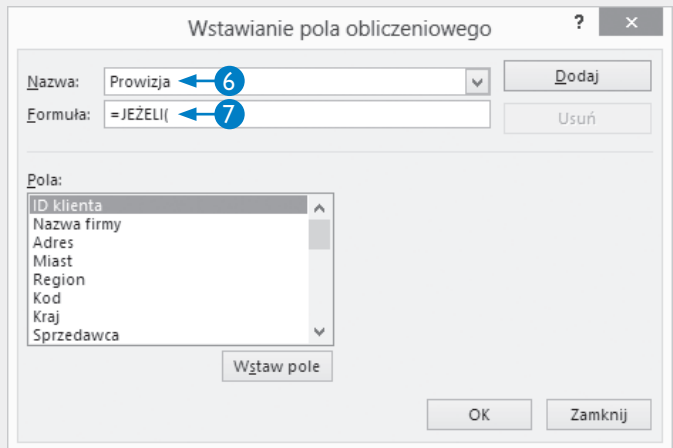 Wstawianie pola obliczeniowego ? ×
Nazwa: Prowizja 6 Dodaj
Formuła: =JEŻELI( 7 Usuń
Pola:
ID klienta
Nazwa firmy
Adres
Miast
Region
Kod
Kraj
Sprzedawca
Wstaw pole
OK Zamknij